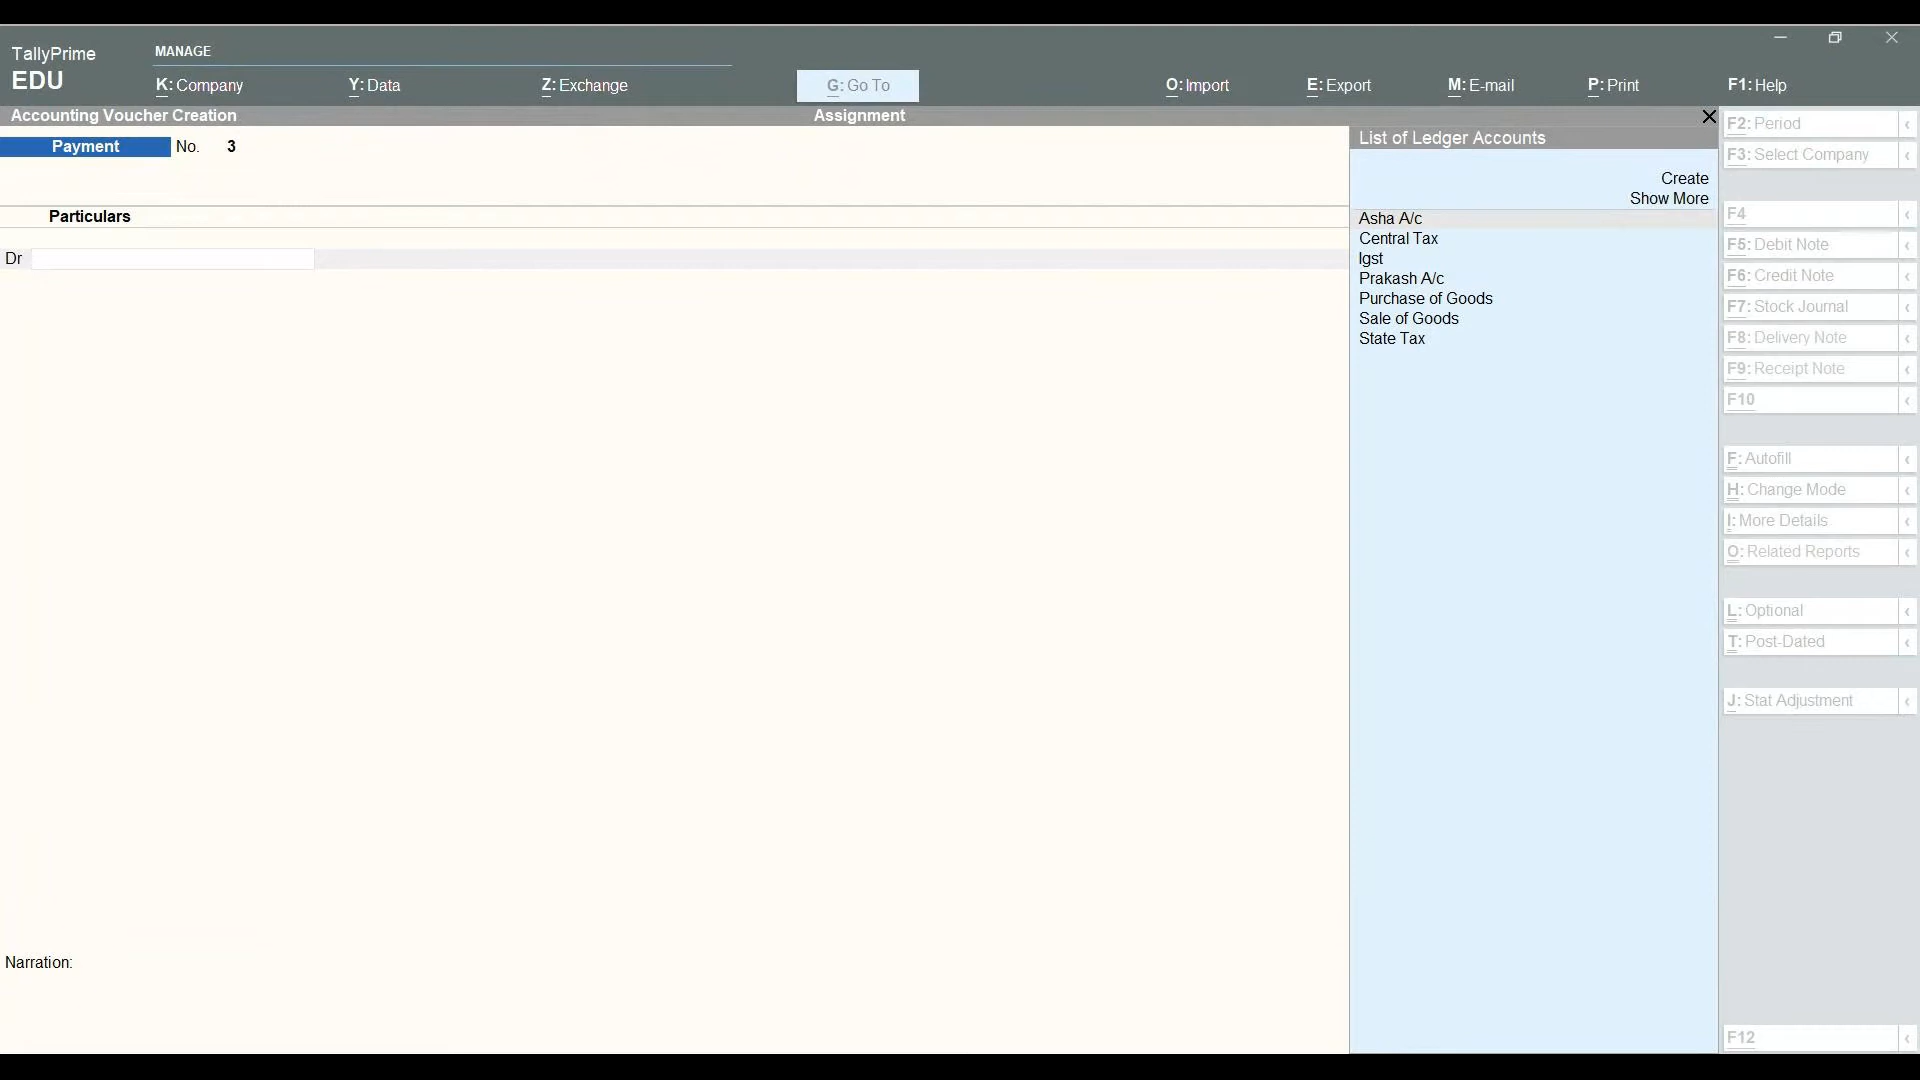 TallyPrime
EDU
MANAGE
K: Company
Y: Data
Z: Exchange
G: Go To
O: Import
E: Export
M: E-mail
P: Print
F1: Help
Accounting Voucher Creation
Assignment
Payment No. 3
Particulars
Dr
Narration:
List of Ledger Accounts
Create
Show More
Asha A/c
Central Tax
Igst
Prakash A/c
Purchase of Goods
Sale of Goods
State Tax
F2: Period
F3: Select Company
F4
F5: Debit Note
F6: Credit Note
F7: Stock Journal
F8: Delivery Note
F9: Receipt Note
F10
F: Autofill
H: Change Mode
I: More Details
O: Related Reports
L: Optional
T: Post-Dated
J: Stat Adjustment
F12